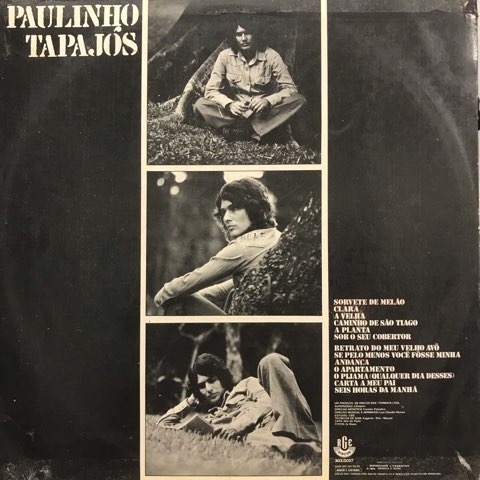 PAULINHO
TAPAJÓS
SORVETE DE MELÃO
CLARA
A VELHA
CAMINHO DE SÃO TIAGO
A PLANTA
SOB O SEU COBERTOR
RETRATO DO MEU VELHO AVÔ
SE PELO MENOS VOCÊ FOSSE MINHA
ANDANÇA
O APARTAMENTO
O PIJAMA (QUALQUER DIA DESSES)
CARTA A MEU PAI
SEIS HORAS DA MANHÃ
RGE
303.0027